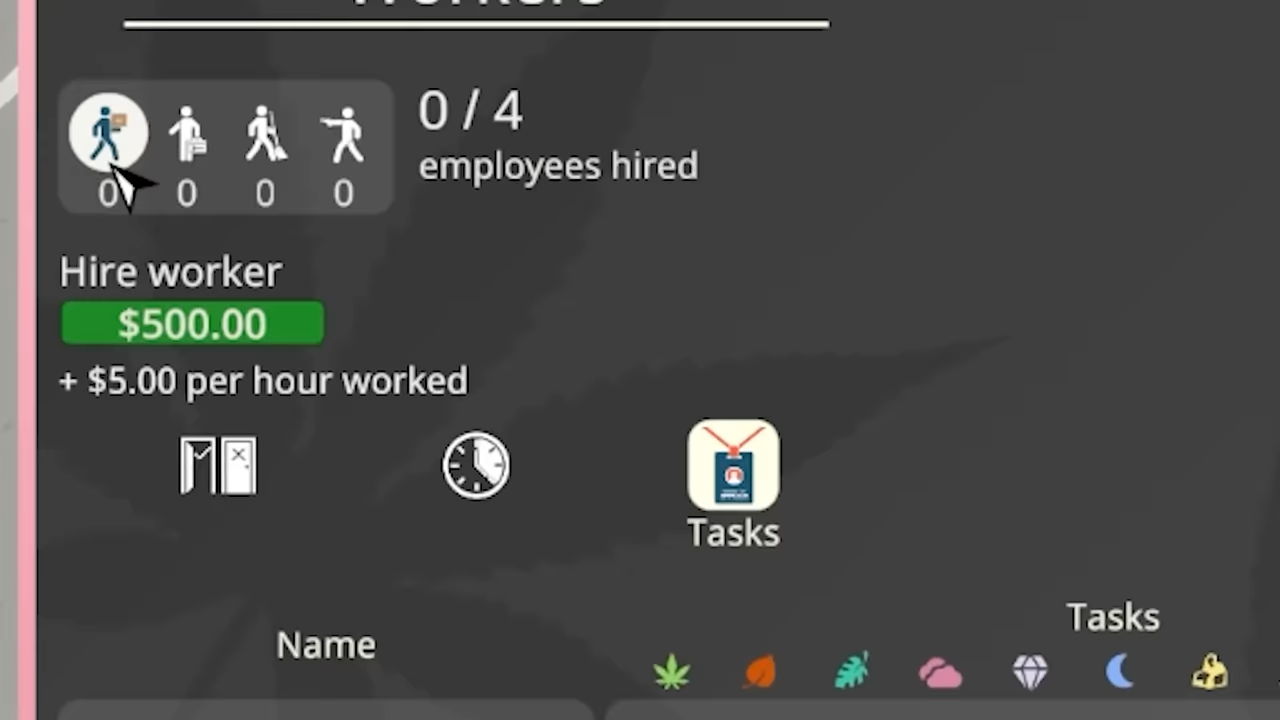 Workers
0 / 4
employees hired
0 0 0 0
Hire worker
$500.00
+ $5.00 per hour worked
Tasks
Tasks
Name